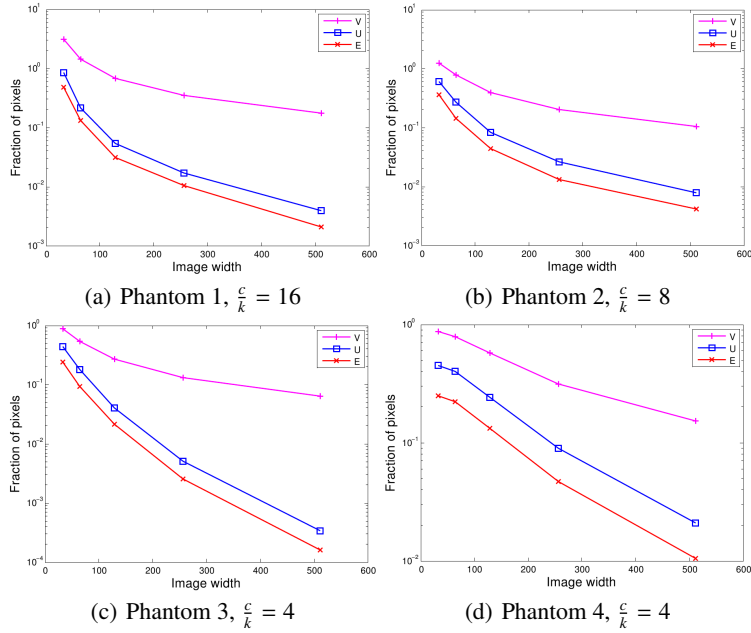 10^1
10^0
10^-1
10^-2
10^-3
0 100 200 300 400 500 600
Fraction of pixels
Image width
V
U
E
(a) Phantom 1, c/k = 16
10^1
10^0
10^-1
10^-2
10^-3
0 100 200 300 400 500 600
Fraction of pixels
Image width
V
U
E
(b) Phantom 2, c/k = 8
10^0
10^-1
10^-2
10^-3
10^-4
0 100 200 300 400 500 600
Fraction of pixels
Image width
V
U
E
(c) Phantom 3, c/k = 4
10^0
10^-1
10^-2
0 100 200 300 400 500 600
Fraction of pixels
Image width
V
U
E
(d) Phantom 4, c/k = 4